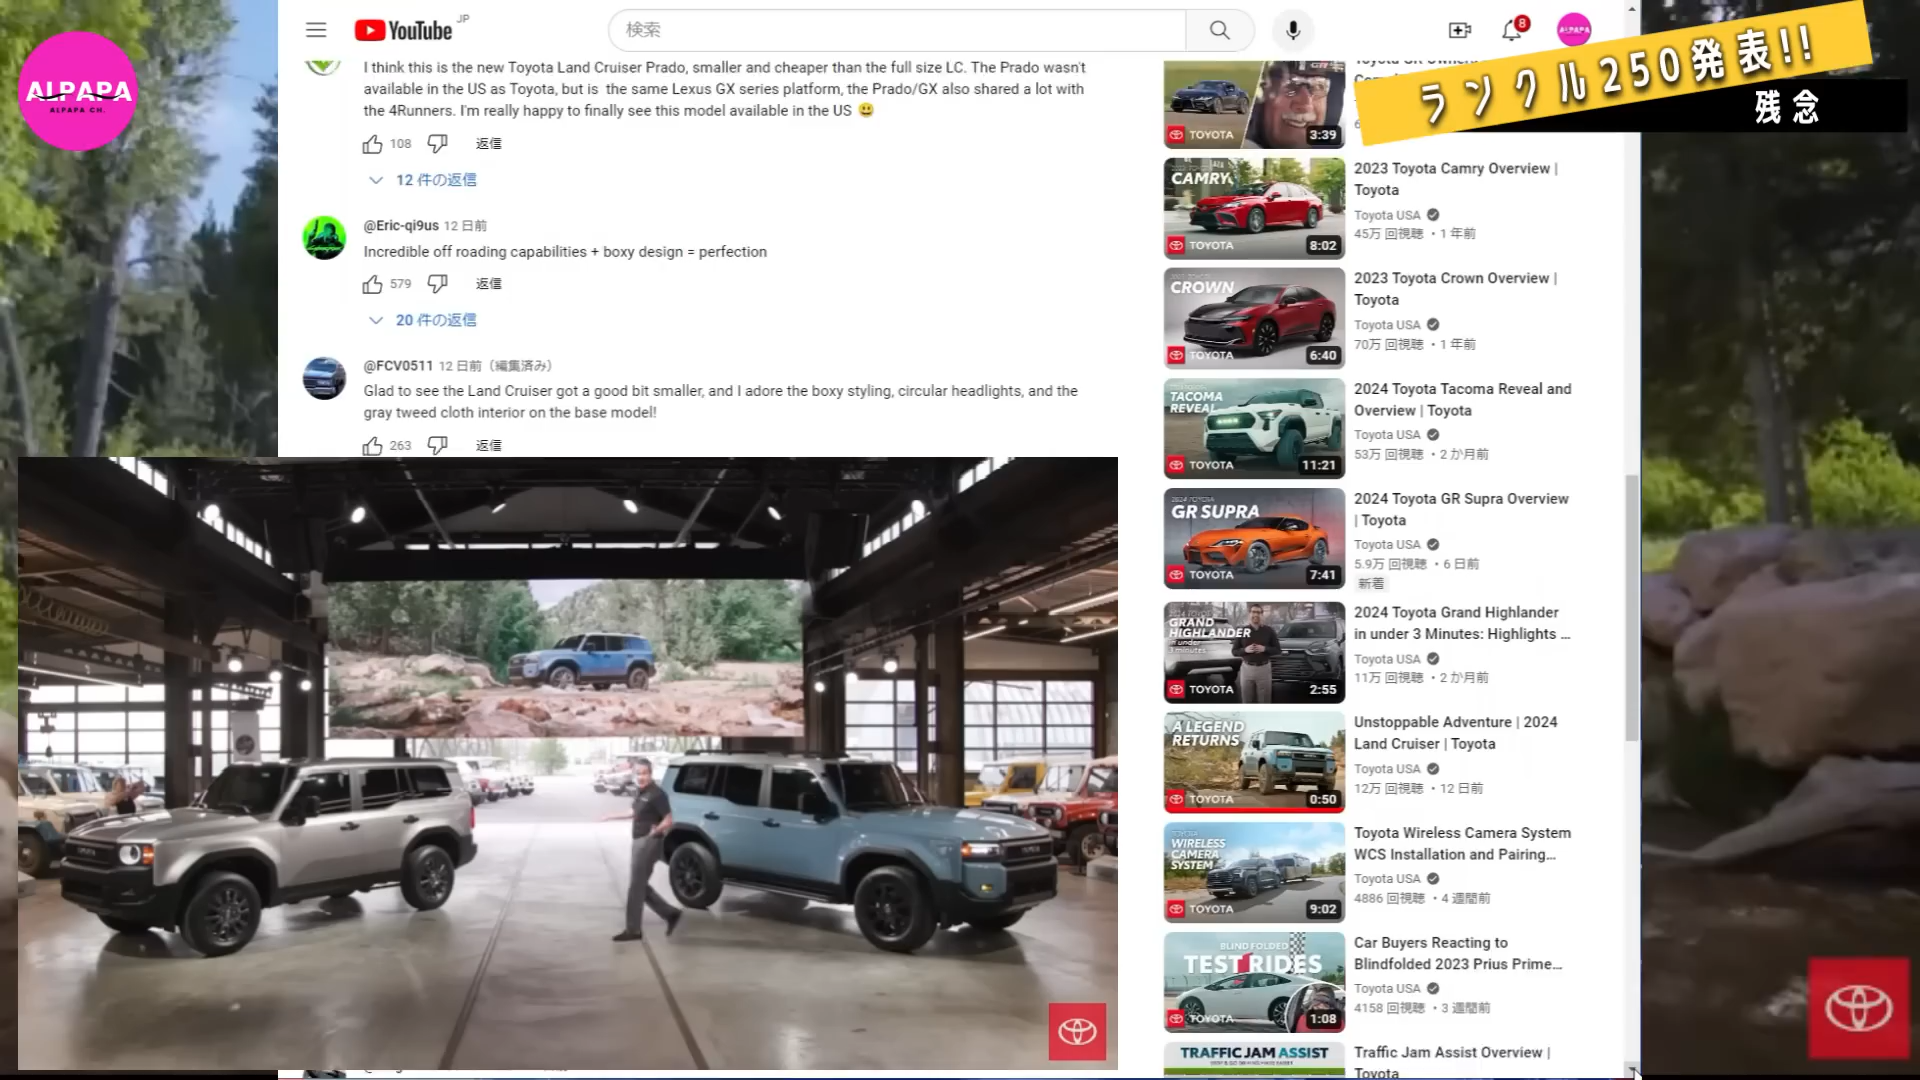 ALPAPA
ALPAPA CH.
YouTube JP
検索
8
ALPAPA
ランクル250発表!!
残念
I think this is the new Toyota Land Cruiser Prado, smaller and cheaper than the full size LC. The Prado wasn't
available in the US as Toyota, but is the same Lexus GX series platform, the Prado/GX also shared a lot with
the 4Runners. I'm really happy to finally see this model available in the US 😃
108 返信
12 件の返信
@Eric-qi9us 12 日前
Incredible off roading capabilities + boxy design = perfection
579 返信
20 件の返信
@FCV0511 12 日前（編集済み）
Glad to see the Land Cruiser got a good bit smaller, and I adore the boxy styling, circular headlights, and the
gray tweed cloth interior on the base model!
263 返信
TOYOTA
3:39
CAMRY
TOYOTA
8:02
2023 Toyota Camry Overview |
Toyota
Toyota USA
45万 回視聴 ・1 年前
CROWN
TOYOTA
6:40
2023 Toyota Crown Overview |
Toyota
Toyota USA
70万 回視聴 ・1 年前
TACOMA
REVEAL
TOYOTA
11:21
2024 Toyota Tacoma Reveal and
Overview | Toyota
Toyota USA
53万 回視聴 ・2 か月前
2024 TOYOTA
GR SUPRA
TOYOTA
7:41
2024 Toyota GR Supra Overview
| Toyota
Toyota USA
5.9万 回視聴 ・6 日前
新着
GRAND
HIGHLANDER
in under
3 minutes
TOYOTA
2:55
2024 Toyota Grand Highlander
in under 3 Minutes: Highlights ...
Toyota USA
11万 回視聴 ・2 か月前
A LEGEND
RETURNS
TOYOTA
0:50
Unstoppable Adventure | 2024
Land Cruiser | Toyota
Toyota USA
12万 回視聴 ・12 日前
TOYOTA
WIRELESS
CAMERA
SYSTEM
TOYOTA
9:02
Toyota Wireless Camera System
WCS Installation and Pairing...
Toyota USA
4886 回視聴 ・4 週間前
BLINDFOLDED
TEST RIDES
TOYOTA
1:08
Car Buyers Reacting to
Blindfolded 2023 Prius Prime...
Toyota USA
4158 回視聴 ・3 週間前
TRAFFIC JAM ASSIST
Traffic Jam Assist Overview |
Toyota